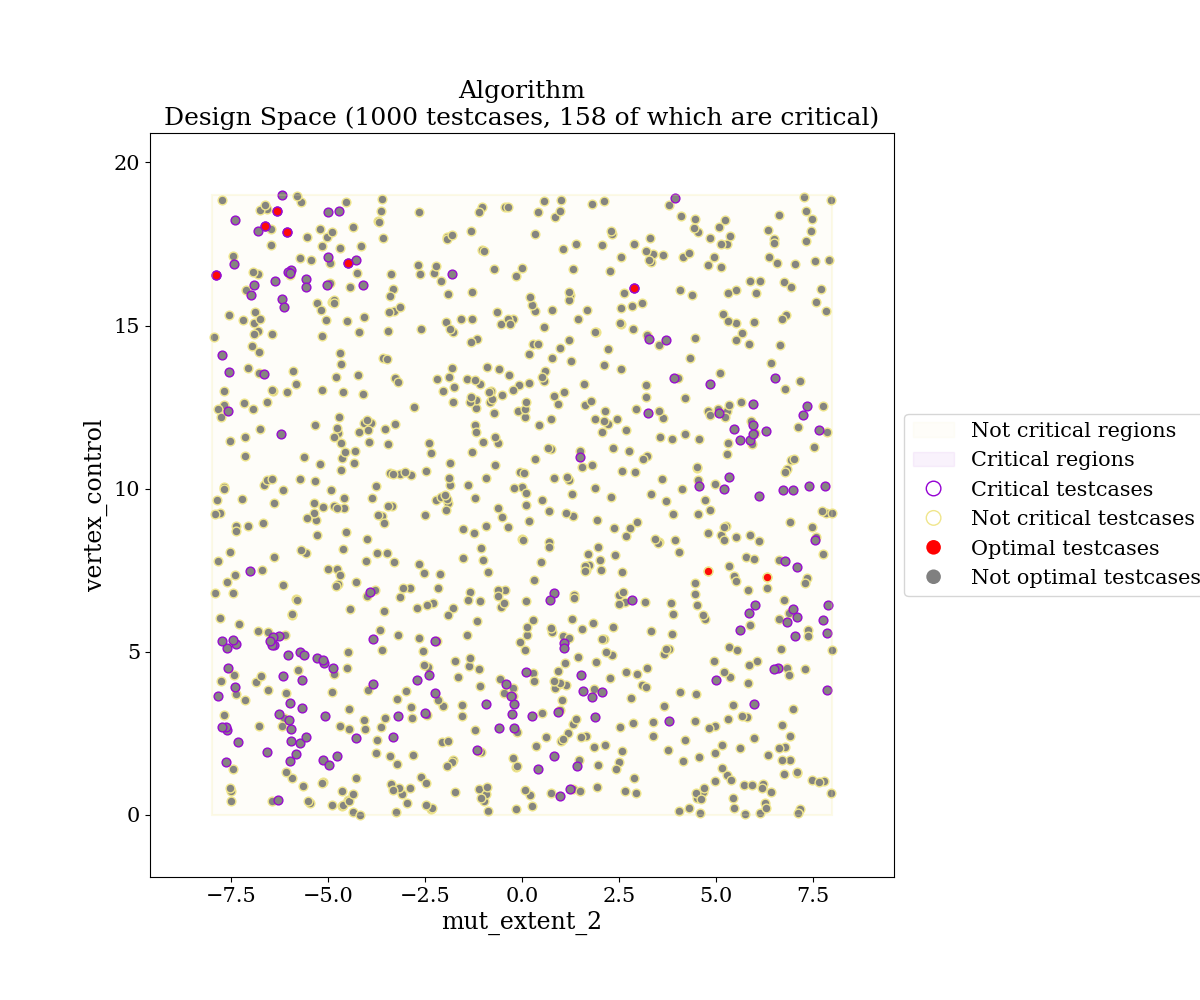 Algorithm
Design Space (1000 testcases, 158 of which are critical)
20
15
10
5
0
vertex_control
−7.5
−5.0
−2.5
0.0
2.5
5.0
7.5
mut_extent_2
Not critical regions
Critical regions
Critical testcases
Not critical testcases
Optimal testcases
Not optimal testcases